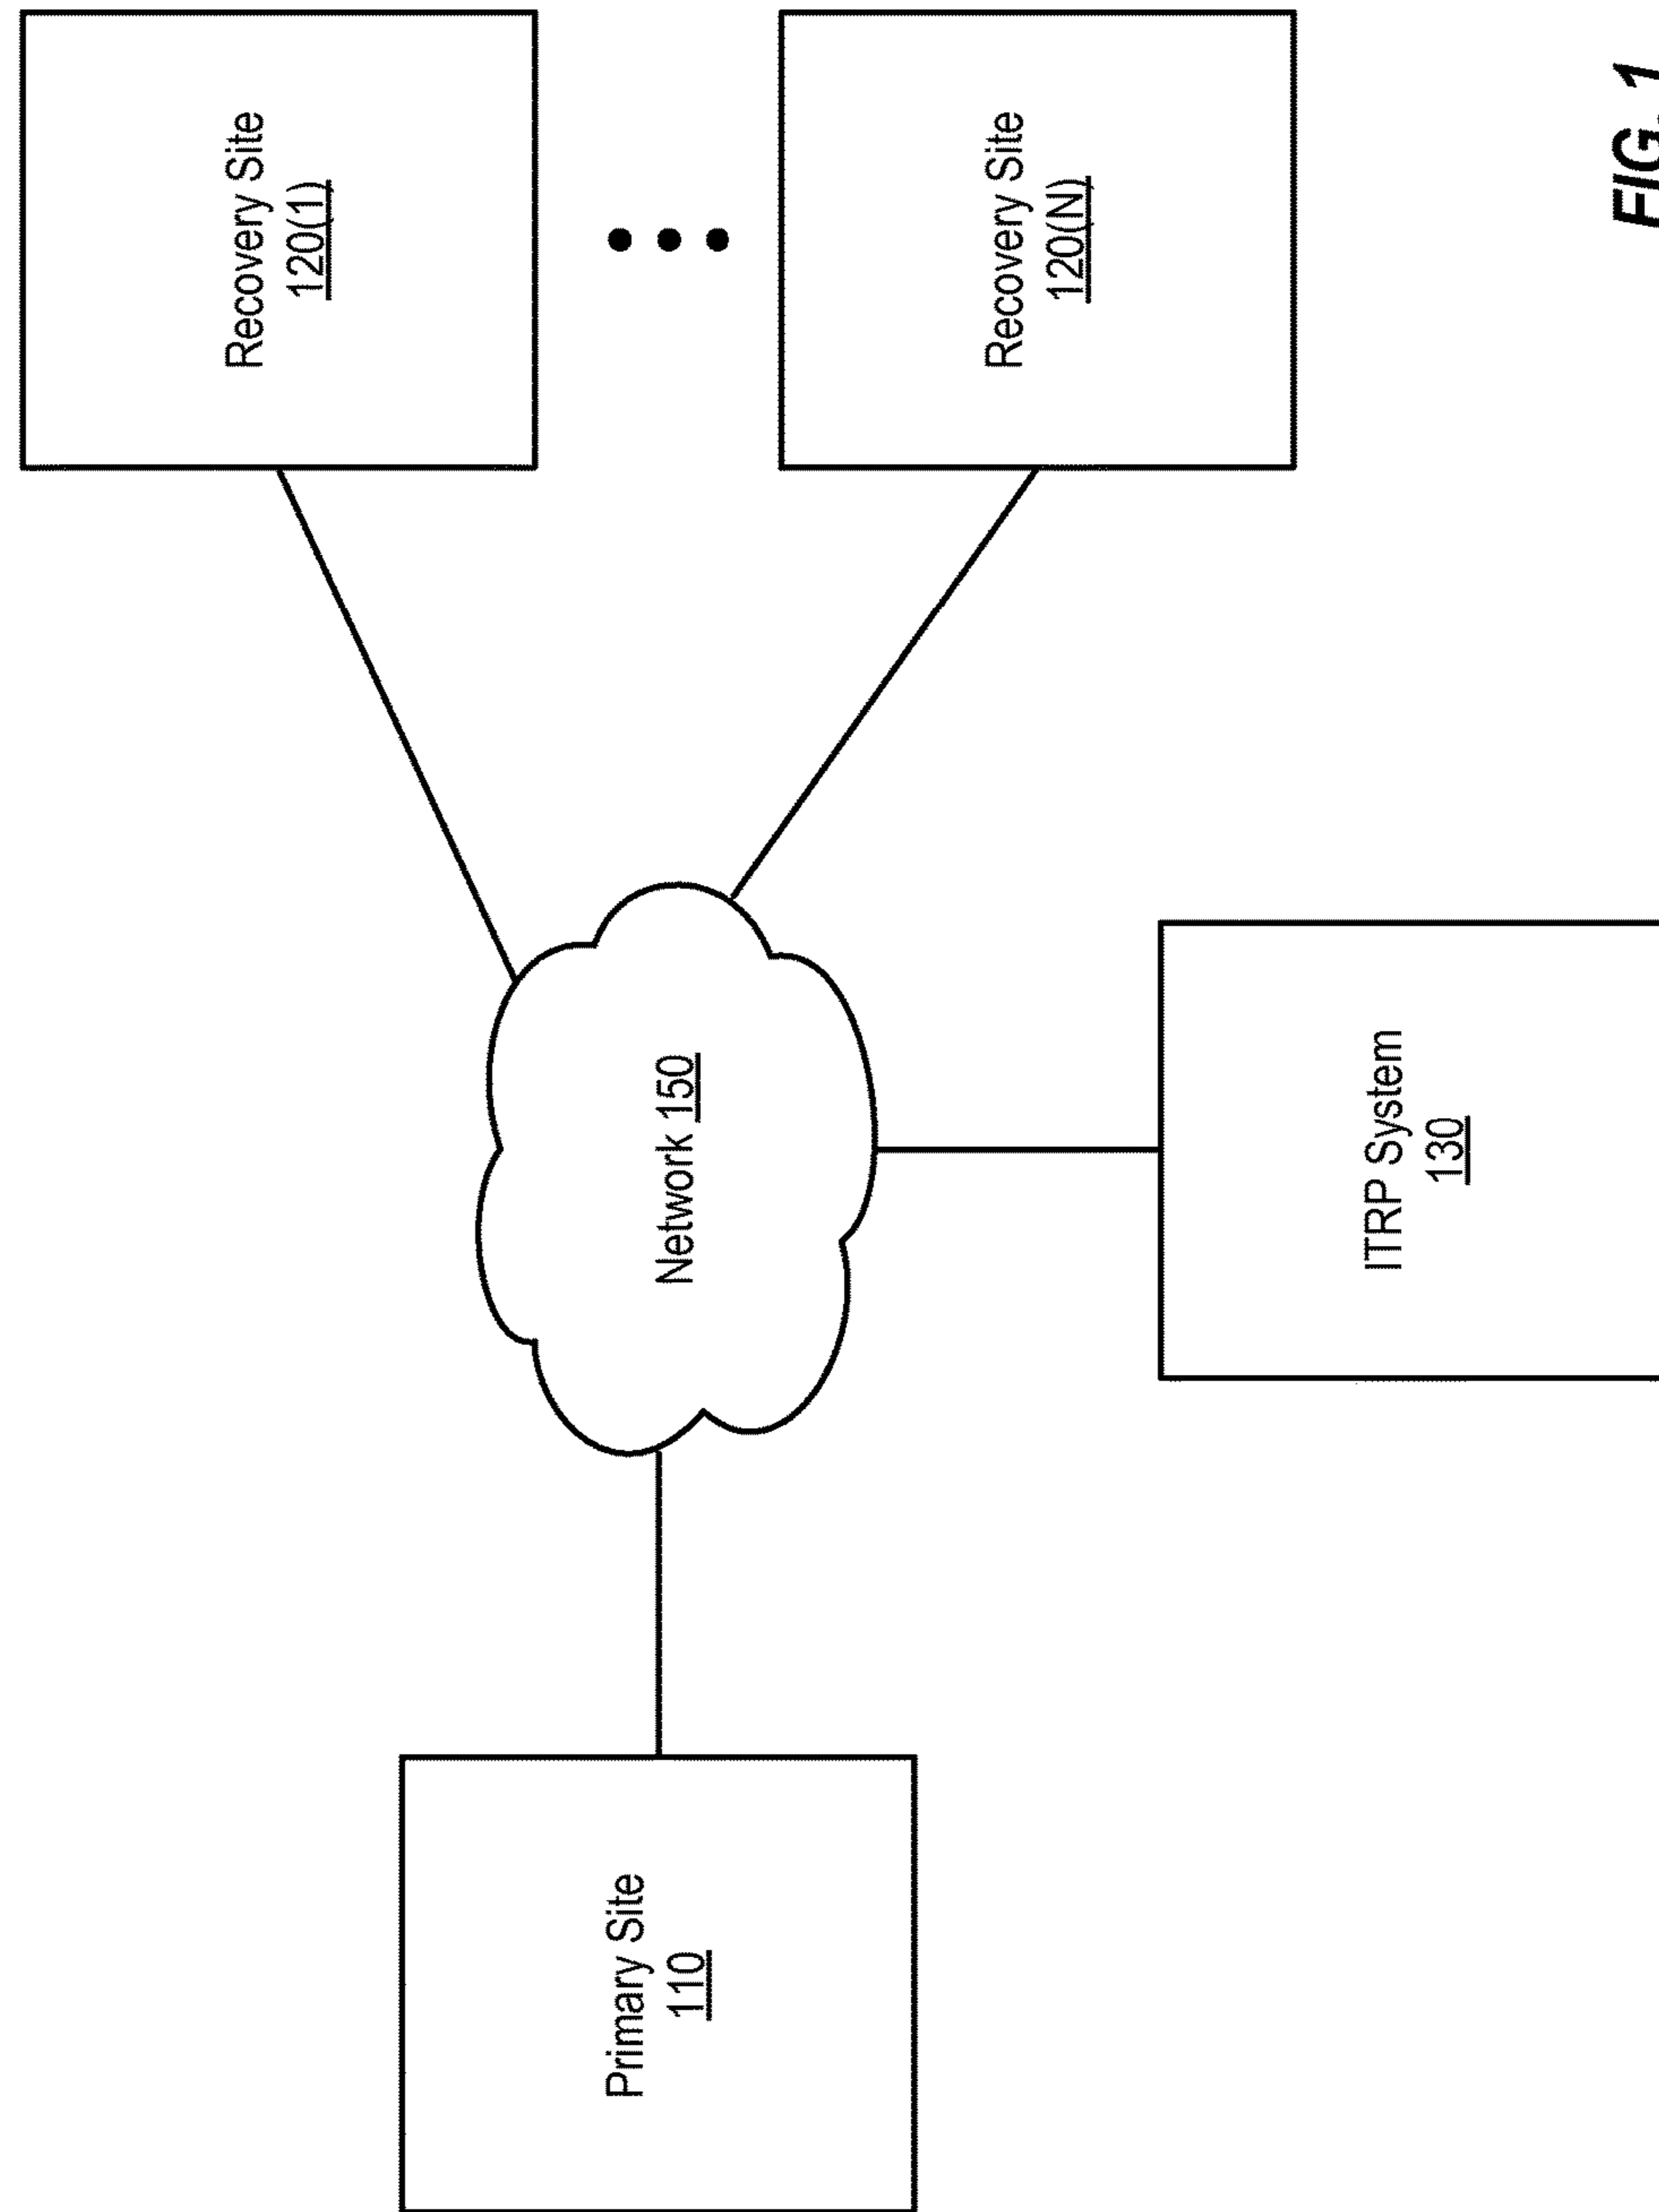 Primary Site
110
Network 150
Recovery Site
120(1)
Recovery Site
120(N)
ITRP System
130
FIG. 1